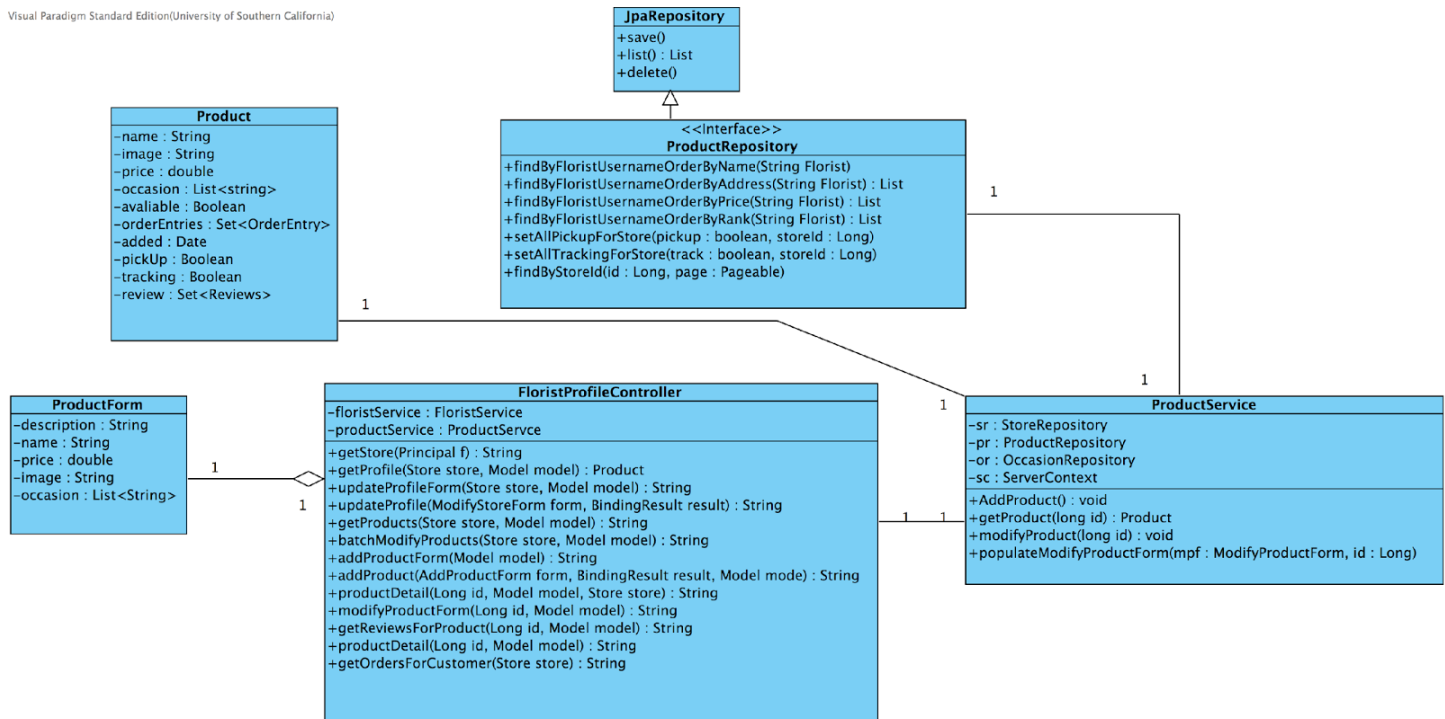 Visual Paradigm Standard Edition(University of Southern California)
JpaRepository
+save()
+list() : List
+delete()
Product
-name : String
-image : String
-price : double
-occasion : List<string>
-avaliable : Boolean
-orderEntries : Set<OrderEntry>
-added : Date
-pickUp : Boolean
-tracking : Boolean
-review : Set<Reviews>
<<Interface>>
ProductRepository
+findByFloristUsernameOrderByName(String Florist)
+findByFloristUsernameOrderByAddress(String Florist) : List
+findByFloristUsernameOrderByPrice(String Florist) : List
+findByFloristUsernameOrderByRank(String Florist) : List
+setAllPickupForStore(pickup : boolean, storeId : Long)
+setAllTrackingForStore(track : boolean, storeId : Long)
+findByStoreId(id : Long, page : Pageable)
1
1
1
1
ProductForm
-description : String
-name : String
-price : double
-image : String
-occasion : List<String>
1
1
FloristProfileController
-floristService : FloristService
-productService : ProductServce
+getStore(Principal f) : String
+getProfile(Store store, Model model) : Product
+updateProfileForm(Store store, Model model) : String
+updateProfile(ModifyStoreForm form, BindingResult result) : String
+getProducts(Store store, Model model) : String
+batchModifyProducts(Store store, Model model) : String
+addProductForm(Model model) : String
+addProduct(AddProductForm form, BindingResult result, Model mode) : String
+productDetail(Long id, Model model, Store store) : String
+modifyProductForm(Long id, Model model) : String
+getReviewsForProduct(Long id, Model model) : String
+productDetail(Long id, Model model) : String
+getOrdersForCustomer(Store store) : String
1 1
ProductService
-sr : StoreRepository
-pr : ProductRepository
-or : OccasionRepository
-sc : ServerContext
+AddProduct() : void
+getProduct(long id) : Product
+modifyProduct(long id) : void
+populateModifyProductForm(mpf : ModifyProductForm, id : Long)